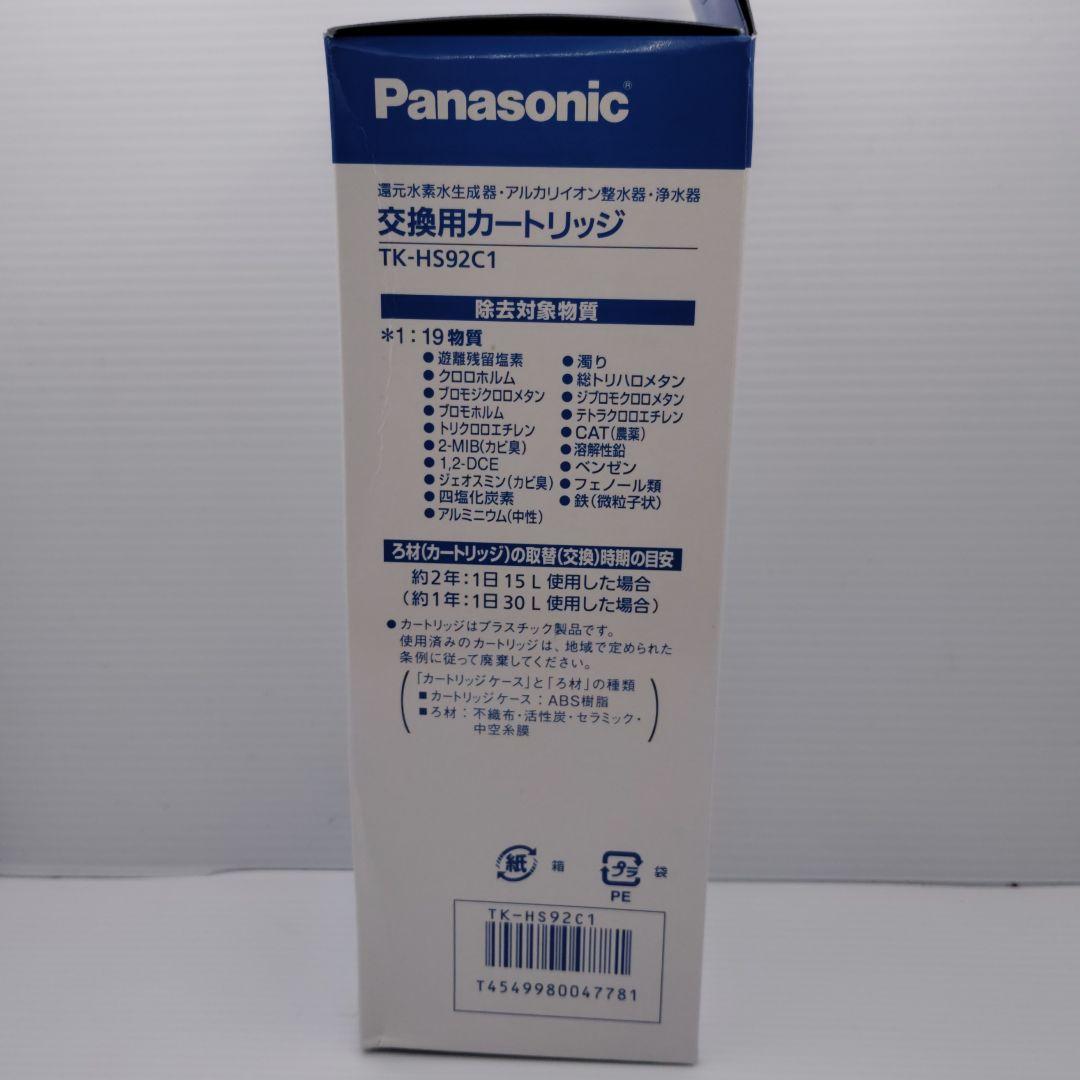 Panasonic®
還元水素水生成器・アルカリイオン整水器・浄水器
交換用カートリッジ
TK-HS92C1
除去対象物質
＊1：19物質
●遊離残留塩素
●クロロホルム
●ブロモジクロロメタン
●ブロモホルム
●トリクロロエチレン
●2-MIB(カビ臭)
●1,2-DCE
●ジェオスミン(カビ臭)
●四塩化炭素
●アルミニウム(中性)
●濁り
●総トリハロメタン
●ジブロモクロロメタン
●テトラクロロエチレン
●CAT(農薬)
●溶解性鉛
●ベンゼン
●フェノール類
●鉄(微粒子状)
ろ材(カートリッジ)の取替(交換)時期の目安
約2年：1日15L使用した場合
(約1年：1日30L使用した場合)
●カートリッジはプラスチック製品です。
使用済みのカートリッジは、地域で定められた
条例に従って廃棄してください。
「カートリッジケース」と「ろ材」の種類
■カートリッジケース：ABS樹脂
■ろ材：不織布・活性炭・セラミック・
中空糸膜
紙 箱
プラ 袋
PE
TK-HS92C1
T4549980047781